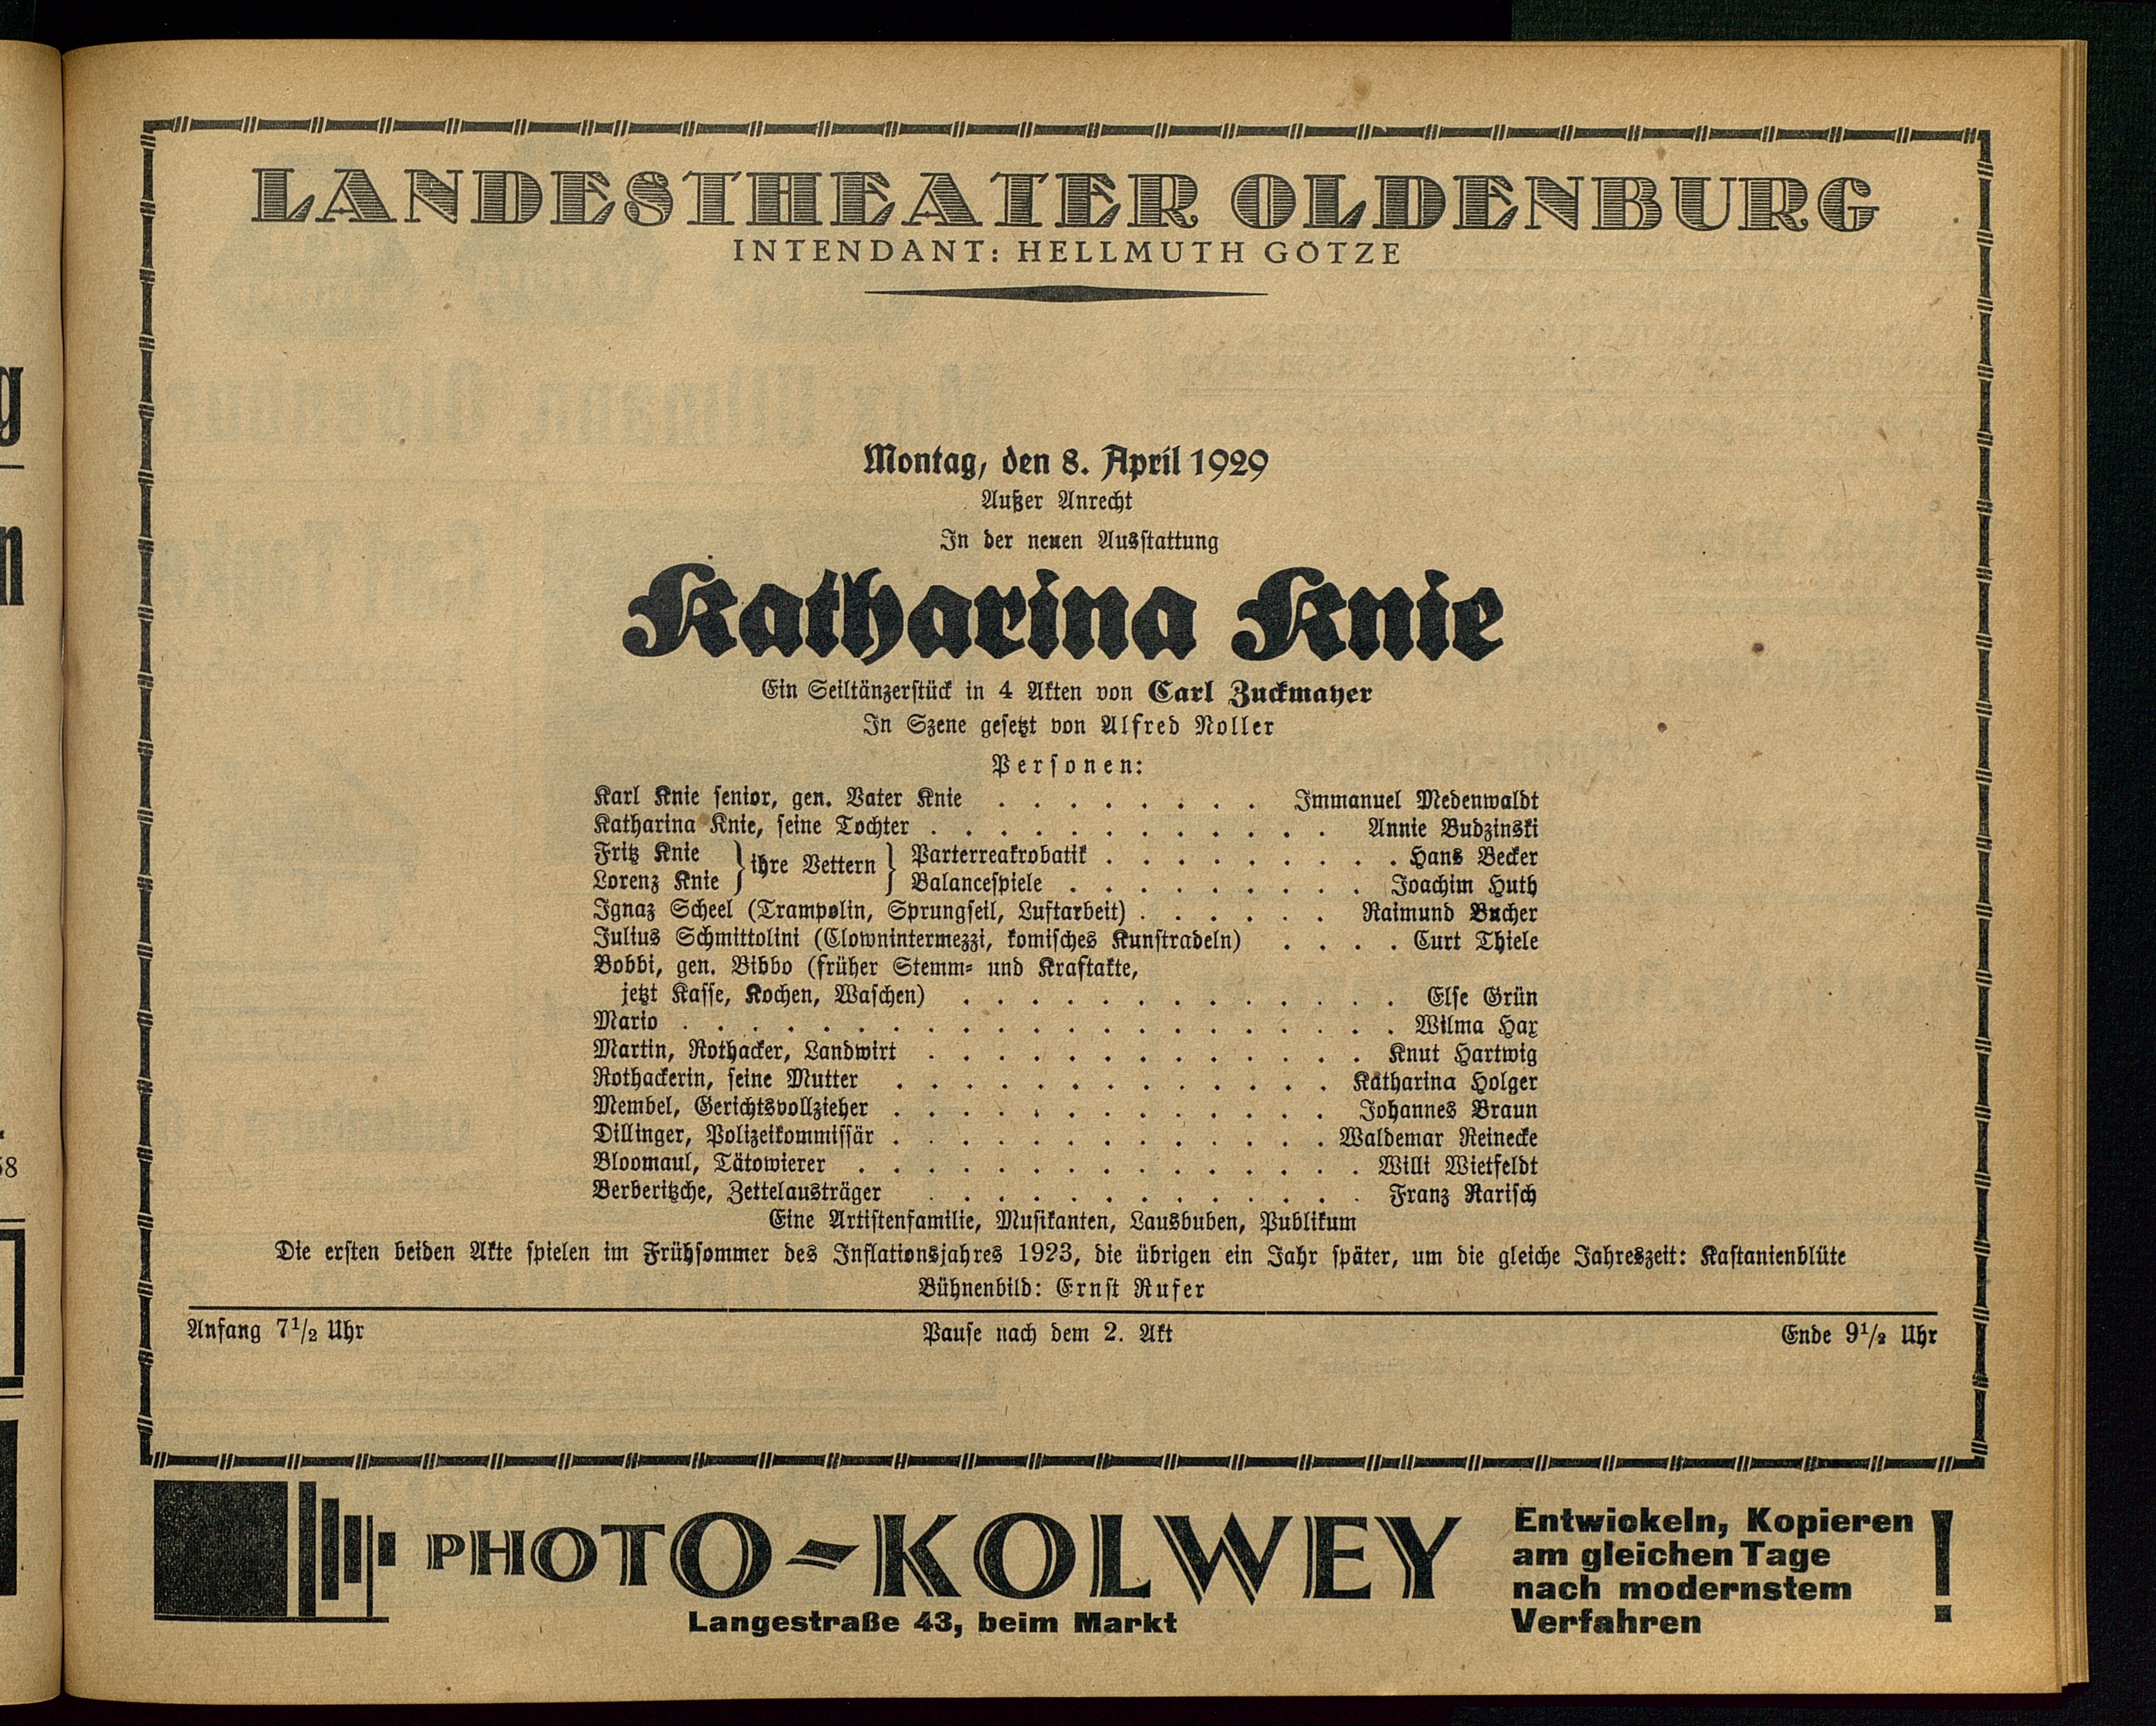 LANDESTHEATER OLDENBURG
INTENDANT: HELLMUTH GÖTZE
Montag, den 8. April 1929
Außer Anrecht
In der neuen Ausstattung
Katharina Knie
Ein Seiltänzerstück in 4 Akten von Carl Zuckmayer
In Szene gesetzt von Alfred Noller
Personen:
Karl Knie senior, gen. Vater Knie . . . . . . . . Immanuel Medenwaldt
Katharina Knie, seine Tochter . . . . . . . . . . . . Annie Budzinski
Fritz Knie } ihre Vettern } Parterreakrobatik . . . . . . . . . Hans Becker
Lorenz Knie } ihre Vettern } Balancespiele . . . . . . . . . Joachim Huth
Ignaz Scheel (Trampolin, Sprungseil, Luftarbeit) . . . . . . Raimund Bucher
Julius Schmittolini (Clownintermezzi, komisches Kunstradeln) . . . . Curt Thiele
Bobbi, gen. Bibbo (früher Stemm- und Kraftakte,
jetzt Kasse, Kochen, Waschen) . . . . . . . . . . . . . Else Grün
Mario . . . . . . . . . . . . . . . . . . . . . Wilma Hax
Martin, Rothacker, Landwirt . . . . . . . . . . . . . Knut Hartwig
Rothackerin, seine Mutter . . . . . . . . . . . . . Katharina Holger
Membel, Gerichtsvollzieher . . . . . . . . . . . . . Johannes Braun
Dillinger, Polizeikommissär . . . . . . . . . . . . . Waldemar Reinecke
Bloomaul, Tätowierer . . . . . . . . . . . . . . . Willi Wietfeldt
Berberitzche, Zettelausträger . . . . . . . . . . . . . Franz Rarisch
Eine Artistenfamilie, Musikanten, Lausbuben, Publikum
Die ersten beiden Akte spielen im Frühsommer des Inflationsjahres 1923, die übrigen ein Jahr später, um die gleiche Jahreszeit: Kastanienblüte
Bühnenbild: Ernst Rufer
Anfang 7½ Uhr Pause nach dem 2. Akt Ende 9½ Uhr
PHOTO-KOLWEY
Langestraße 43, beim Markt
Entwickeln, Kopieren
am gleichen Tage
nach modernstem
Verfahren !